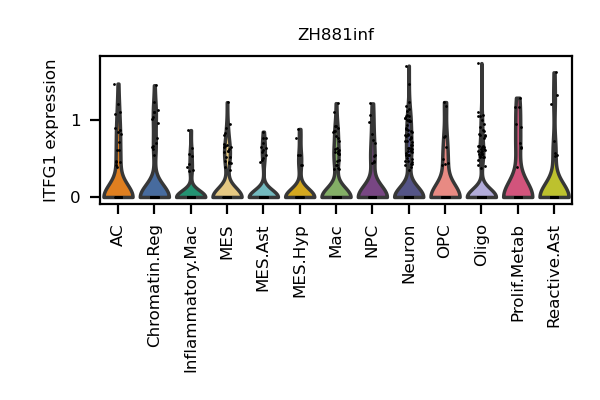 ZH881inf
ITFG1 expression
1
0
AC
Chromatin.Reg
Inflammatory.Mac
MES
MES.Ast
MES.Hyp
Mac
NPC
Neuron
OPC
Oligo
Prolif.Metab
Reactive.Ast